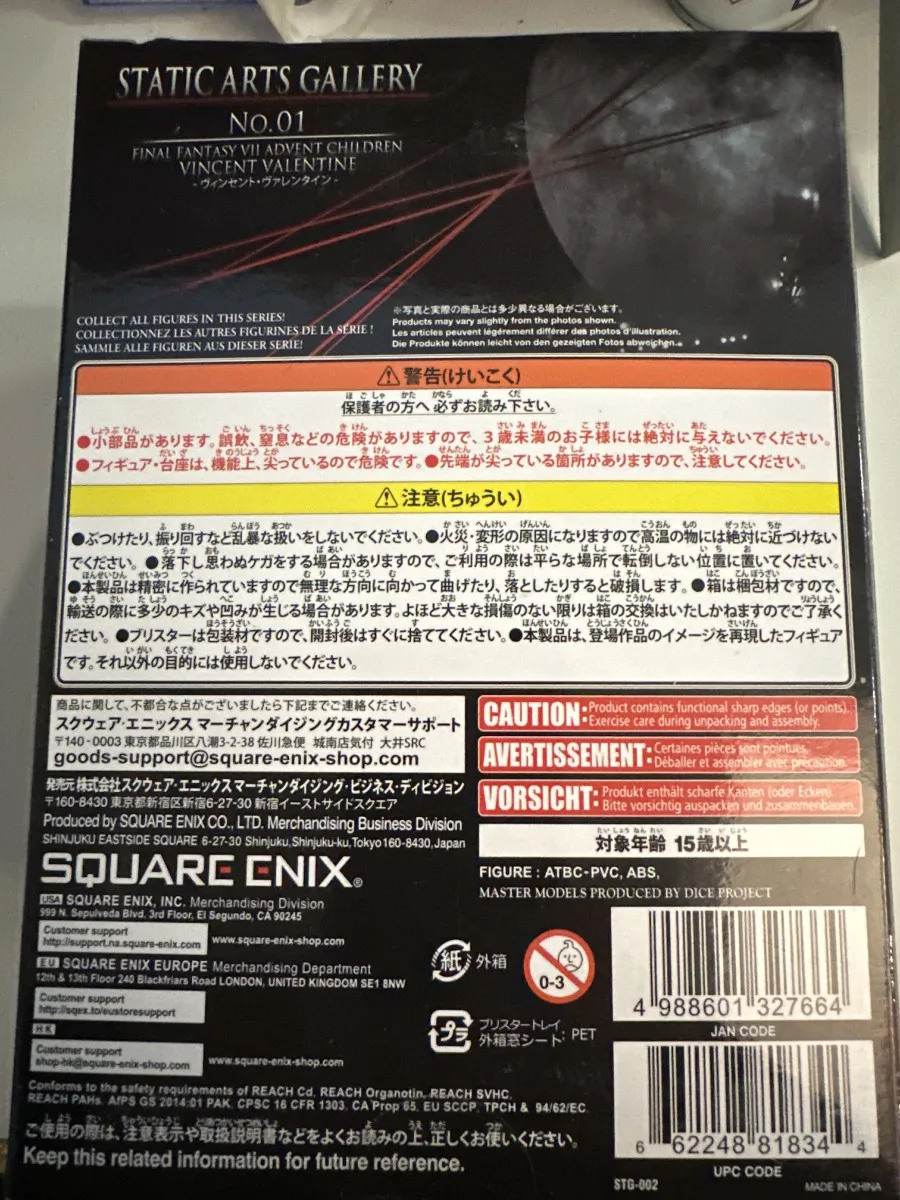 STATIC ARTS GALLERY
No.01
FINAL FANTASY VII ADVENT CHILDREN
VINCENT VALENTINE
-ヴィンセント・ヴァレンタイン-
COLLECT ALL FIGURES IN THIS SERIES!
COLLECTIONNEZ LES AUTRES FIGURINES DE LA SÉRIE !
SAMMLE ALLE FIGUREN AUS DIESER SERIE!
※写真と実際の商品とは多少異なる場合がございます。
Products may vary slightly from the photos shown.
Les articles peuvent légérement différer des photos d'illustration.
Die Produkte können leicht von den gezeigten Fotos abweichen.
⚠警告(けいこく)
保護者の方へ 必ずお読み下さい。
●小部品があります。誤飲、窒息などの危険がありますので、3歳未満のお子様には絶対に与えないでください。
●フィギュア・台座は、機能上、尖っているので危険です。●先端が尖っている箇所がありますので、注意してください。
⚠注意(ちゅうい)
●ぶつけたり、振り回すなど乱暴な扱いをしないでください。●火災・変形の原因になりますので高温の物には絶対に近づけない
でください。●落下し思わぬケガをする場合がありますので、ご利用の際は平らな場所で転倒しない位置に置いてください。
●本製品は精密に作られていますので無理な方向に向かって曲げたり、落としたりすると破損します。●箱は梱包材ですので、
輸送の際に多少のキズや凹みが生じる場合があります。よほど大きな損傷のない限りは箱の交換はいたしかねますのでご了承く
ださい。●ブリスターは包装材ですので、開封後はすぐに捨ててください。●本製品は、登場作品のイメージを再現したフィギュア
です。それ以外の目的には使用しないでください。
商品に関して、不都合な点がございましたら下記までご連絡ください。
スクウェア・エニックス マーチャンダイジングカスタマーサポート
〒140-0003 東京都品川区八潮3-2-38 佐川急便 城南店気付 大井SRC
goods-support@square-enix-shop.com
発売元 株式会社スクウェア・エニックス マーチャンダイジング・ビジネス・ディビジョン
〒160-8430 東京都新宿区新宿6-27-30 新宿イーストサイドスクエア
Produced by SQUARE ENIX CO., LTD. Merchandising Business Division
SHINJUKU EASTSIDE SQUARE 6-27-30 Shinjuku,Shinjuku-ku,Tokyo160-8430,Japan
SQUARE ENIX®
USA SQUARE ENIX, INC. Merchandising Division
999 N. Sepulveda Blvd. 3rd Floor, El Segundo, CA 90245
Customer support
http://support.na.square-enix.com
www.square-enix-shop.com
EU SQUARE ENIX EUROPE Merchandising Department
12th & 13th Floor 240 Blackfriars Road LONDON, UNITED KINGDOM SE1 8NW
Customer support
http://sqex.to/eustoresupport
HK
Customer support
shop-hk@square-enix-shop.com
www.square-enix-shop.com
CAUTION: Product contains functional sharp edges (or points).
Exercise care during unpacking and assembly.
AVERTISSEMENT: Certaines pièces sont pointues.
Déballer et assembler avec précaution.
VORSICHT: Produkt enthält scharfe Kanten (oder Ecken).
Bitte vorsichtig auspacken und zusammenbauen.
対象年齢 15歳以上
FIGURE : ATBC-PVC, ABS,
MASTER MODELS PRODUCED BY DICE PROJECT
紙 外箱
0-3
プラ ブリスタートレイ
外箱窓シート : PET
4 988601 327664
JAN CODE
6 62248 81834 4
UPC CODE
Conforms to the safety requirements of REACH Cd, REACH Organotin, REACH SVHC,
REACH PAHs, AfPS GS 2014:01 PAK, CPSC 16 CFR 1303, CA Prop 65, EU SCCP, TPCH & 94/62/EC
ご使用の際は、注意表示や取扱説明書などをよくお読みの上、正しくお使いください。
Keep this related information for future reference.
STG-002
MADE IN CHINA